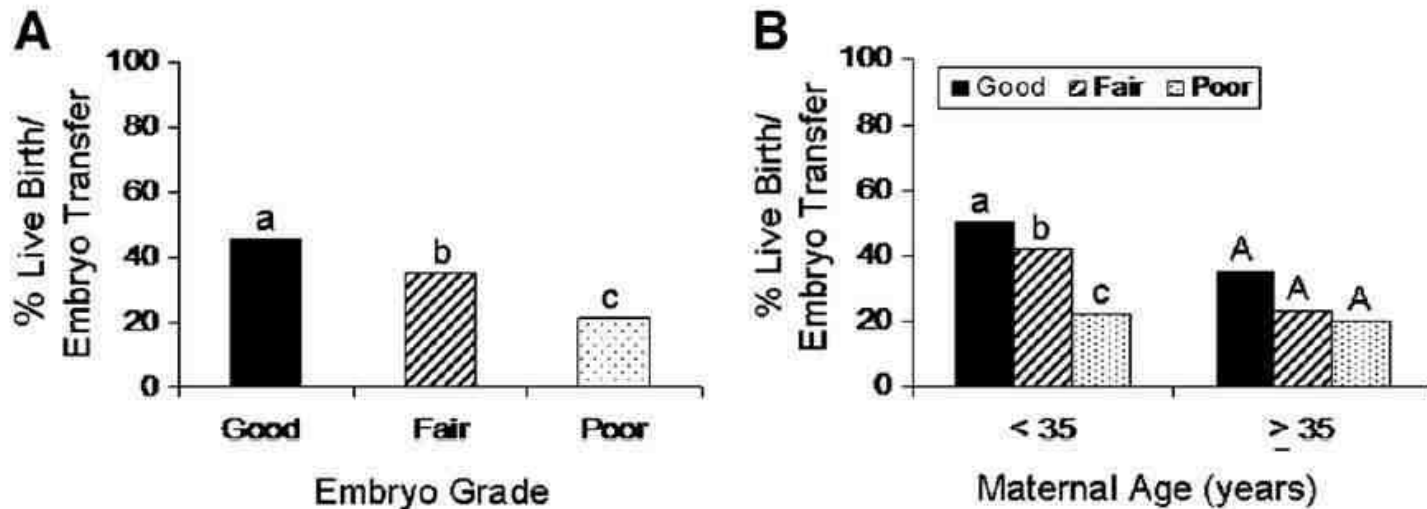 A
% Live Birth/
Embryo Transfer
100
80
60
40
20
0
a
b
c
Good Fair Poor
Embryo Grade
B
% Live Birth/
Embryo Transfer
100
80
60
40
20
0
Good Fair Poor
a
b
c
A
A
A
< 35 ≥ 35
Maternal Age (years)